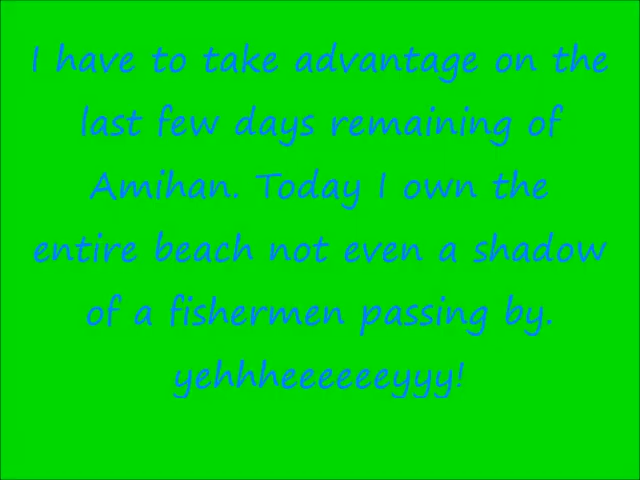 I have to take advantage on the
last few days remaining of
Amihan. Today I own the
entire beach not even a shadow
of a fishermen passing by.
yehhheeeeeeyyy!